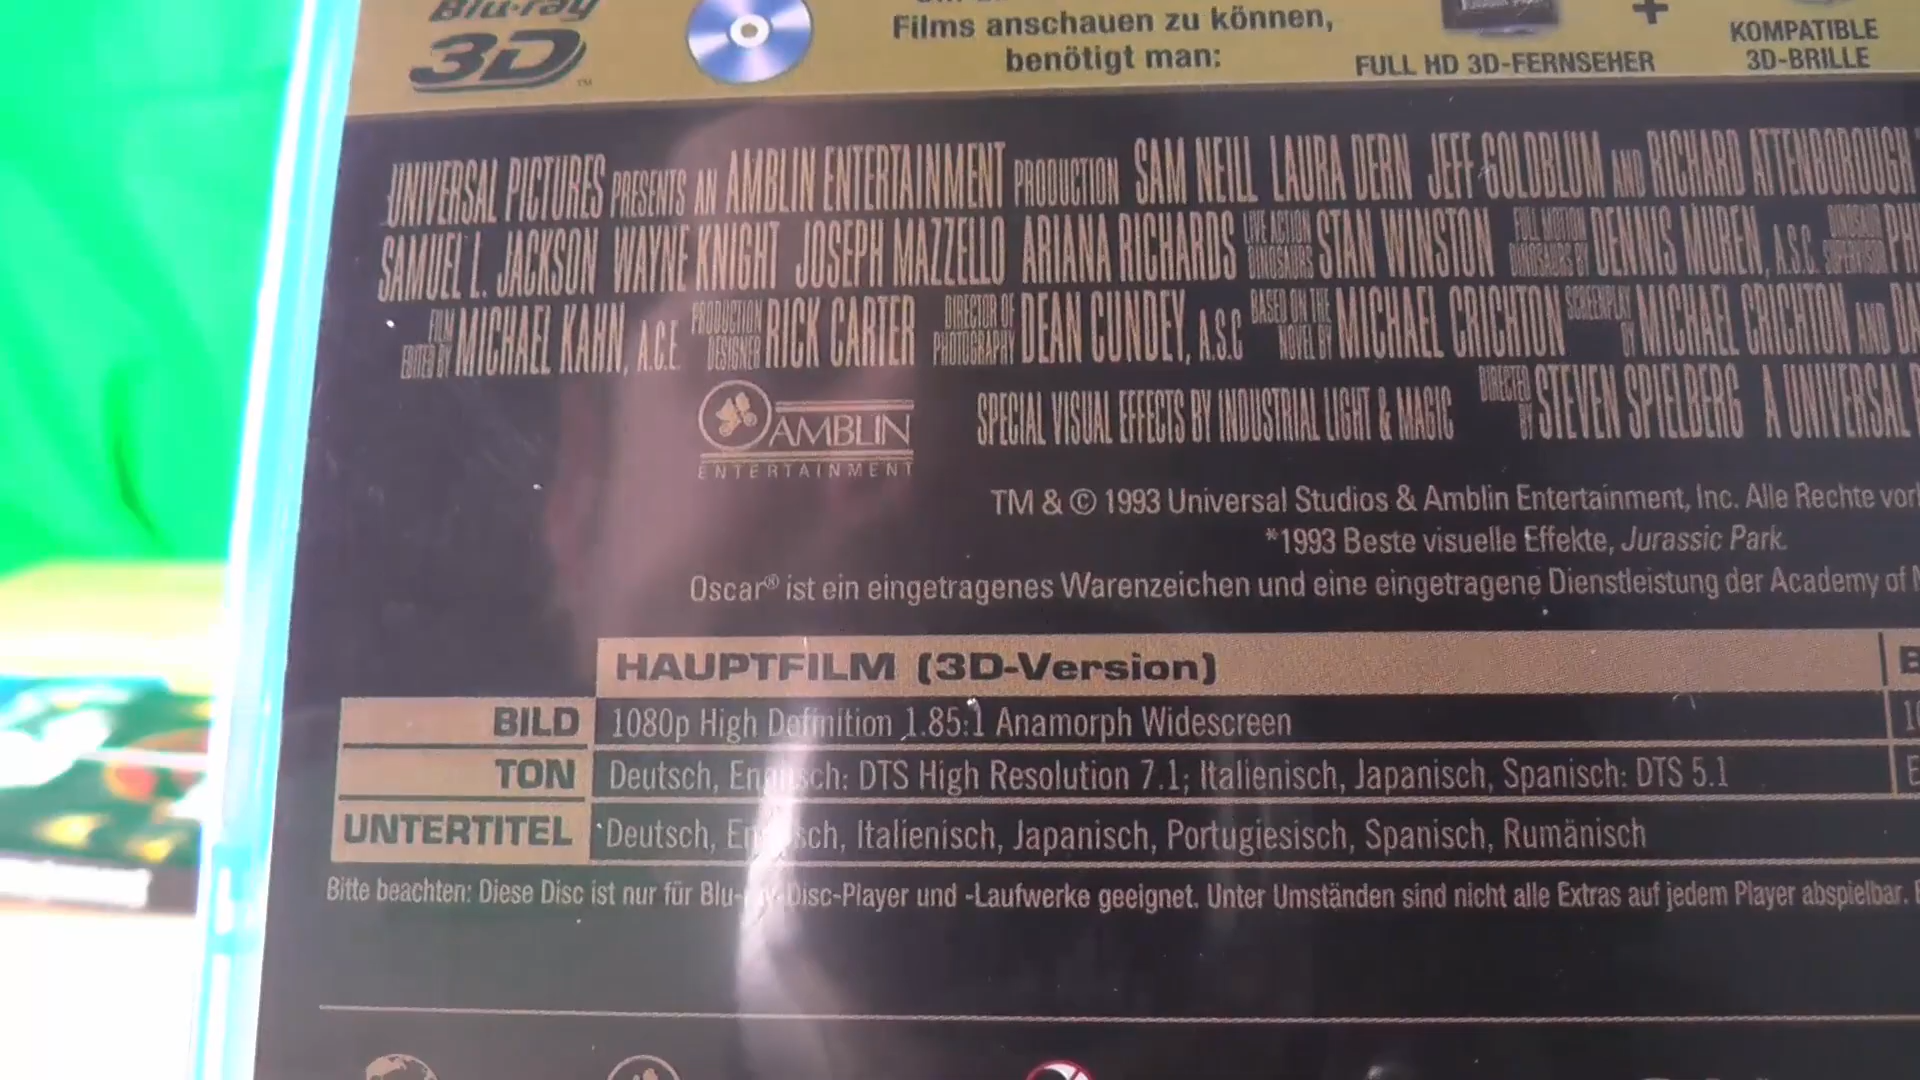 Blu-ray
3D™
Films anschauen zu können,
benötigt man:
+
FULL HD 3D-FERNSEHER
KOMPATIBLE
3D-BRILLE
UNIVERSAL PICTURES PRESENTS AN AMBLIN ENTERTAINMENT PRODUCTION SAM NEILL LAURA DERN JEFF GOLDBLUM AND RICHARD ATTENBOROUGH
SAMUEL L. JACKSON WAYNE KNIGHT JOSEPH MAZZELLO ARIANA RICHARDS LIVE ACTION DINOSAURS STAN WINSTON FULL MOTION DINOSAURS BY DENNIS MUREN, A.S.C. DINOSAUR SUPERVISOR
FILM EDITED BY MICHAEL KAHN, A.C.E. PRODUCTION DESIGNER RICK CARTER DIRECTOR OF PHOTOGRAPHY DEAN CUNDEY, A.S.C BASED ON THE NOVEL BY MICHAEL CRICHTON SCREENPLAY BY MICHAEL CRICHTON AND
AMBLIN
ENTERTAINMENT
SPECIAL VISUAL EFFECTS BY INDUSTRIAL LIGHT & MAGIC DIRECTED BY STEVEN SPIELBERG A UNIVERSAL
TM & © 1993 Universal Studios & Amblin Entertainment, Inc. Alle Rechte
*1993 Beste visuelle Effekte, Jurassic Park.
Oscar® ist ein eingetragenes Warenzeichen und eine eingetragene Dienstleistung der Academy of
HAUPTFILM (3D-Version)
BILD 1080p High Definition 1.85:1 Anamorph Widescreen
TON Deutsch, Englisch: DTS High Resolution 7.1; Italienisch, Japanisch, Spanisch: DTS 5.1
UNTERTITEL Deutsch, Englisch, Italienisch, Japanisch, Portugiesisch, Spanisch, Rumänisch
Bitte beachten: Diese Disc ist nur für Blu-ray-Disc-Player und -Laufwerke geeignet. Unter Umständen sind nicht alle Extras auf jedem Player abspielbar.